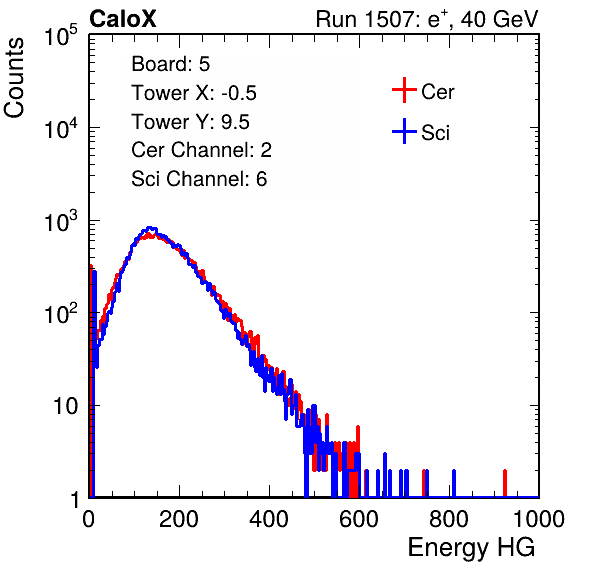 CaloX Run 1507: e⁺, 40 GeV
Counts
Board: 5
Tower X: -0.5
Tower Y: 9.5
Cer Channel: 2
Sci Channel: 6
Cer
Sci
10⁵
10⁴
10³
10²
10
1
0 200 400 600 800 1000
Energy HG